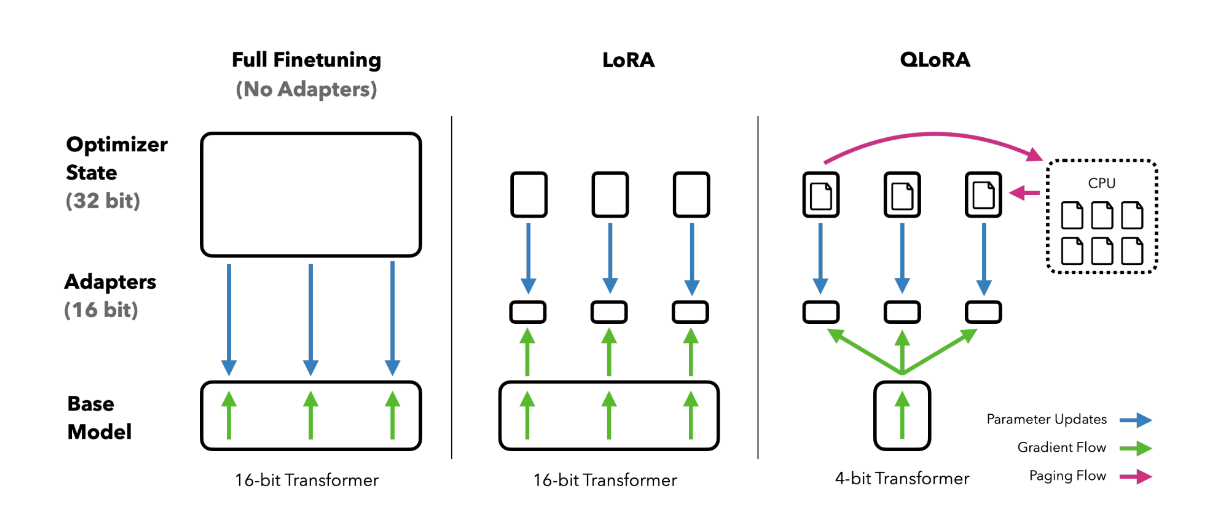 Full Finetuning
(No Adapters)
LoRA
QLoRA
Optimizer
State
(32 bit)
CPU
Adapters
(16 bit)
Base
Model
Parameter Updates
Gradient Flow
Paging Flow
16-bit Transformer
16-bit Transformer
4-bit Transformer